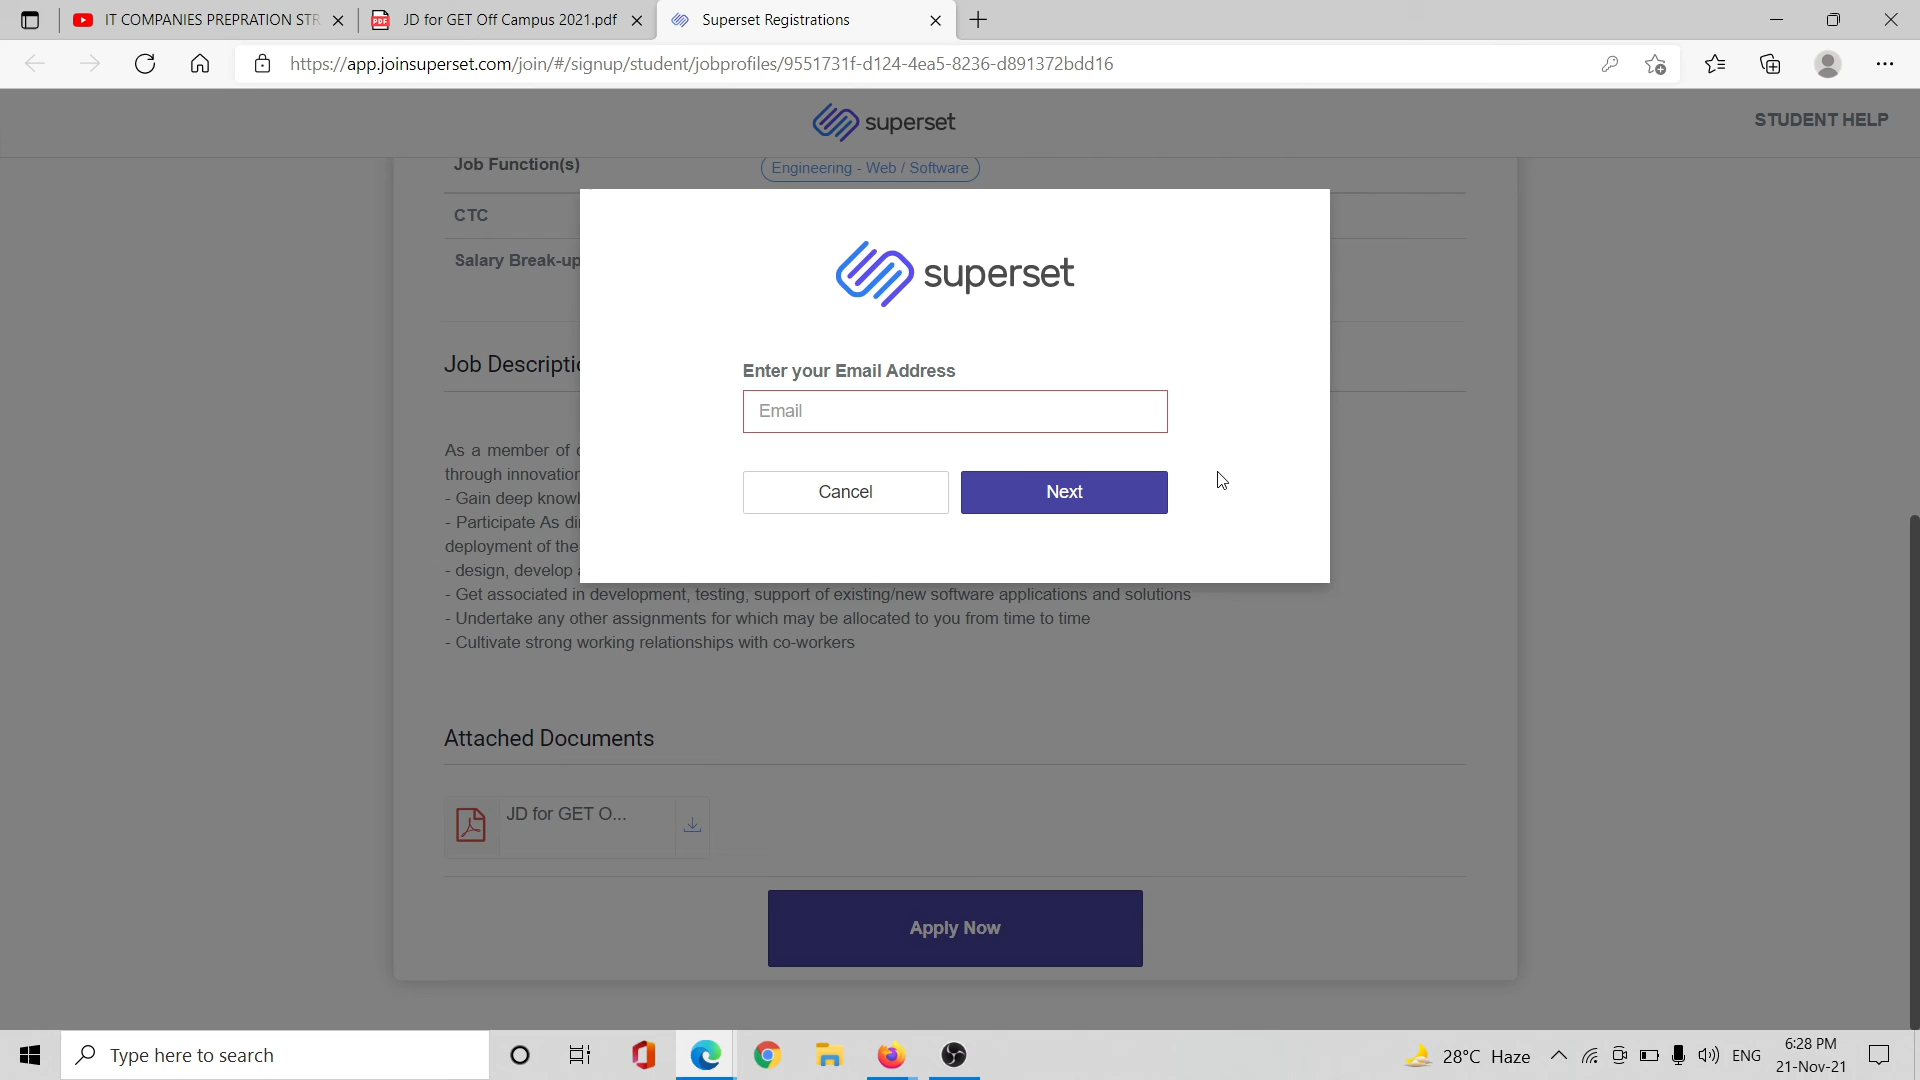 IT COMPANIES PREPRATION STR
JD for GET Off Campus 2021.pdf
Superset Registrations
https://app.joinsuperset.com/join/#/signup/student/jobprofiles/9551731f-d124-4ea5-8236-d891372bdd16
superset
STUDENT HELP
Job Function(s)
Engineering - Web / Software
CTC
Salary Break-up
superset
Enter your Email Address
Email
Cancel
Next
Job Descripti
As a member of
through innovation
- Gain deep knowl
- Participate As di
deployment of the
- design, develop
- Get associated in development, testing, support of existing/new software applications and solutions
- Undertake any other assignments for which may be allocated to you from time to time
- Cultivate strong working relationships with co-workers
Attached Documents
JD for GET O...
Apply Now
Type here to search
28°C Haze
ENG
6:28 PM
21-Nov-21